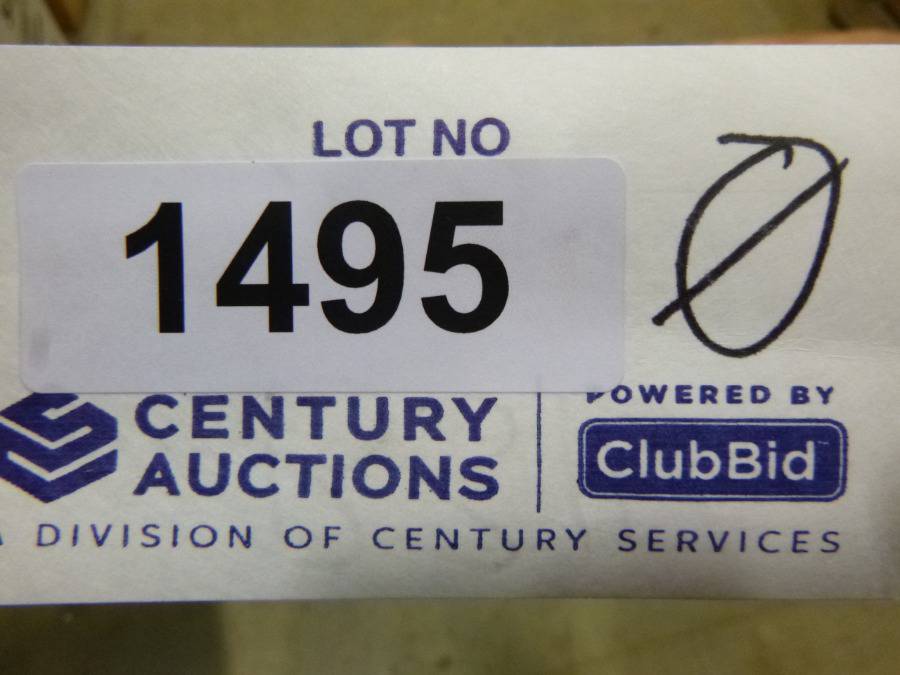 LOT NO
1495
Ø
CENTURY
AUCTIONS
POWERED BY
ClubBid
A DIVISION OF CENTURY SERVICES